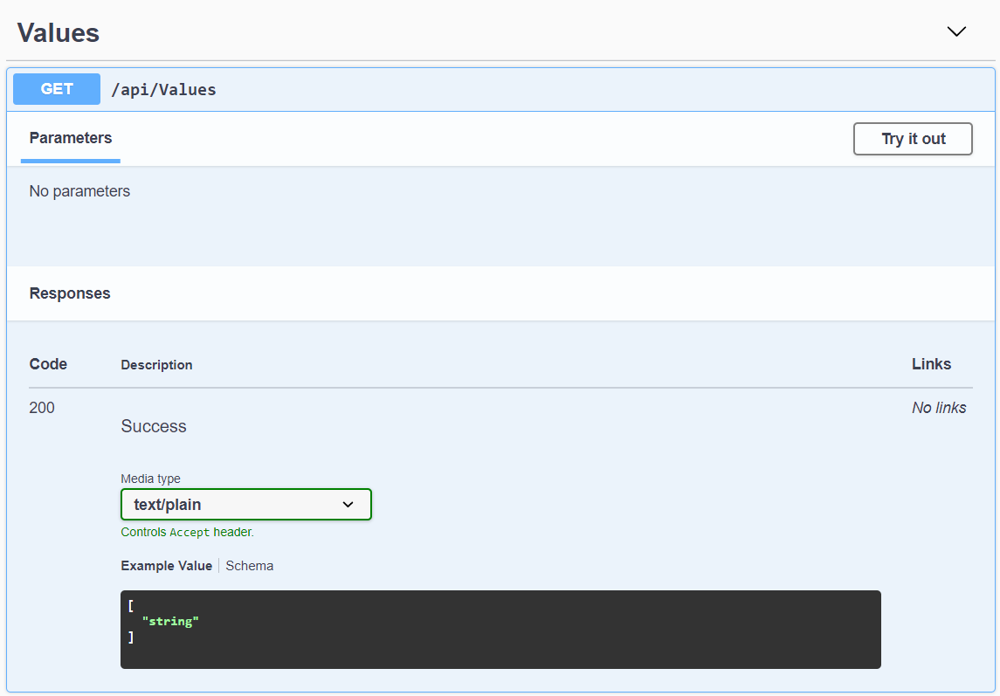 Values
GET /api/Values
Parameters Try it out
No parameters
Responses
Code Description Links
200 No links
Success
Media type
text/plain
Controls Accept header.
Example Value Schema
[
"string"
]